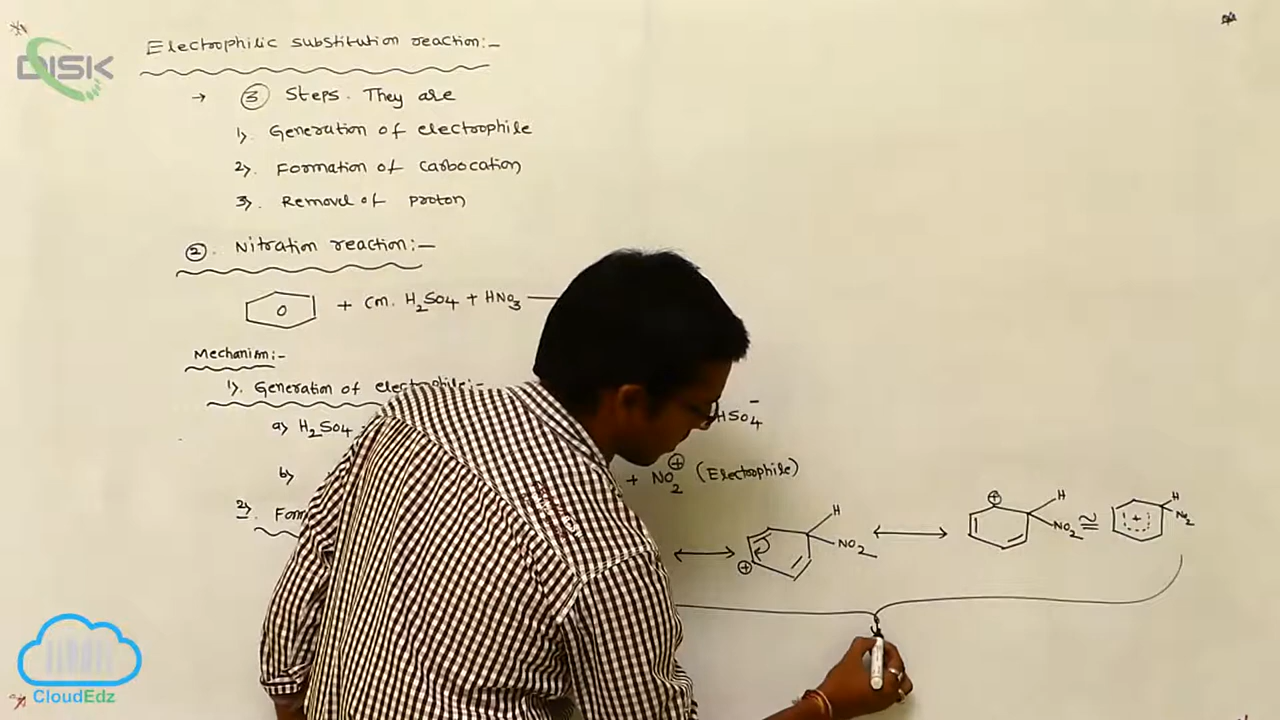 Electrophilic substitution reaction:-
DISK
→ ③ Steps. They are
1). Generation of electrophile
2). Formation of carbocation
3). Removal of proton
②. Nitration reaction:-
+ cm. H₂SO₄ + HNO₃
Mechanism:-
1). Generation of electrophile:-
a) H₂SO₄ HSO₄⁻
b) + NO₂⊕ (Electrophile)
2)
⊕ H NO₂ ↔ ⊕ H NO₂ ≅ + H NO₂
CloudEdz